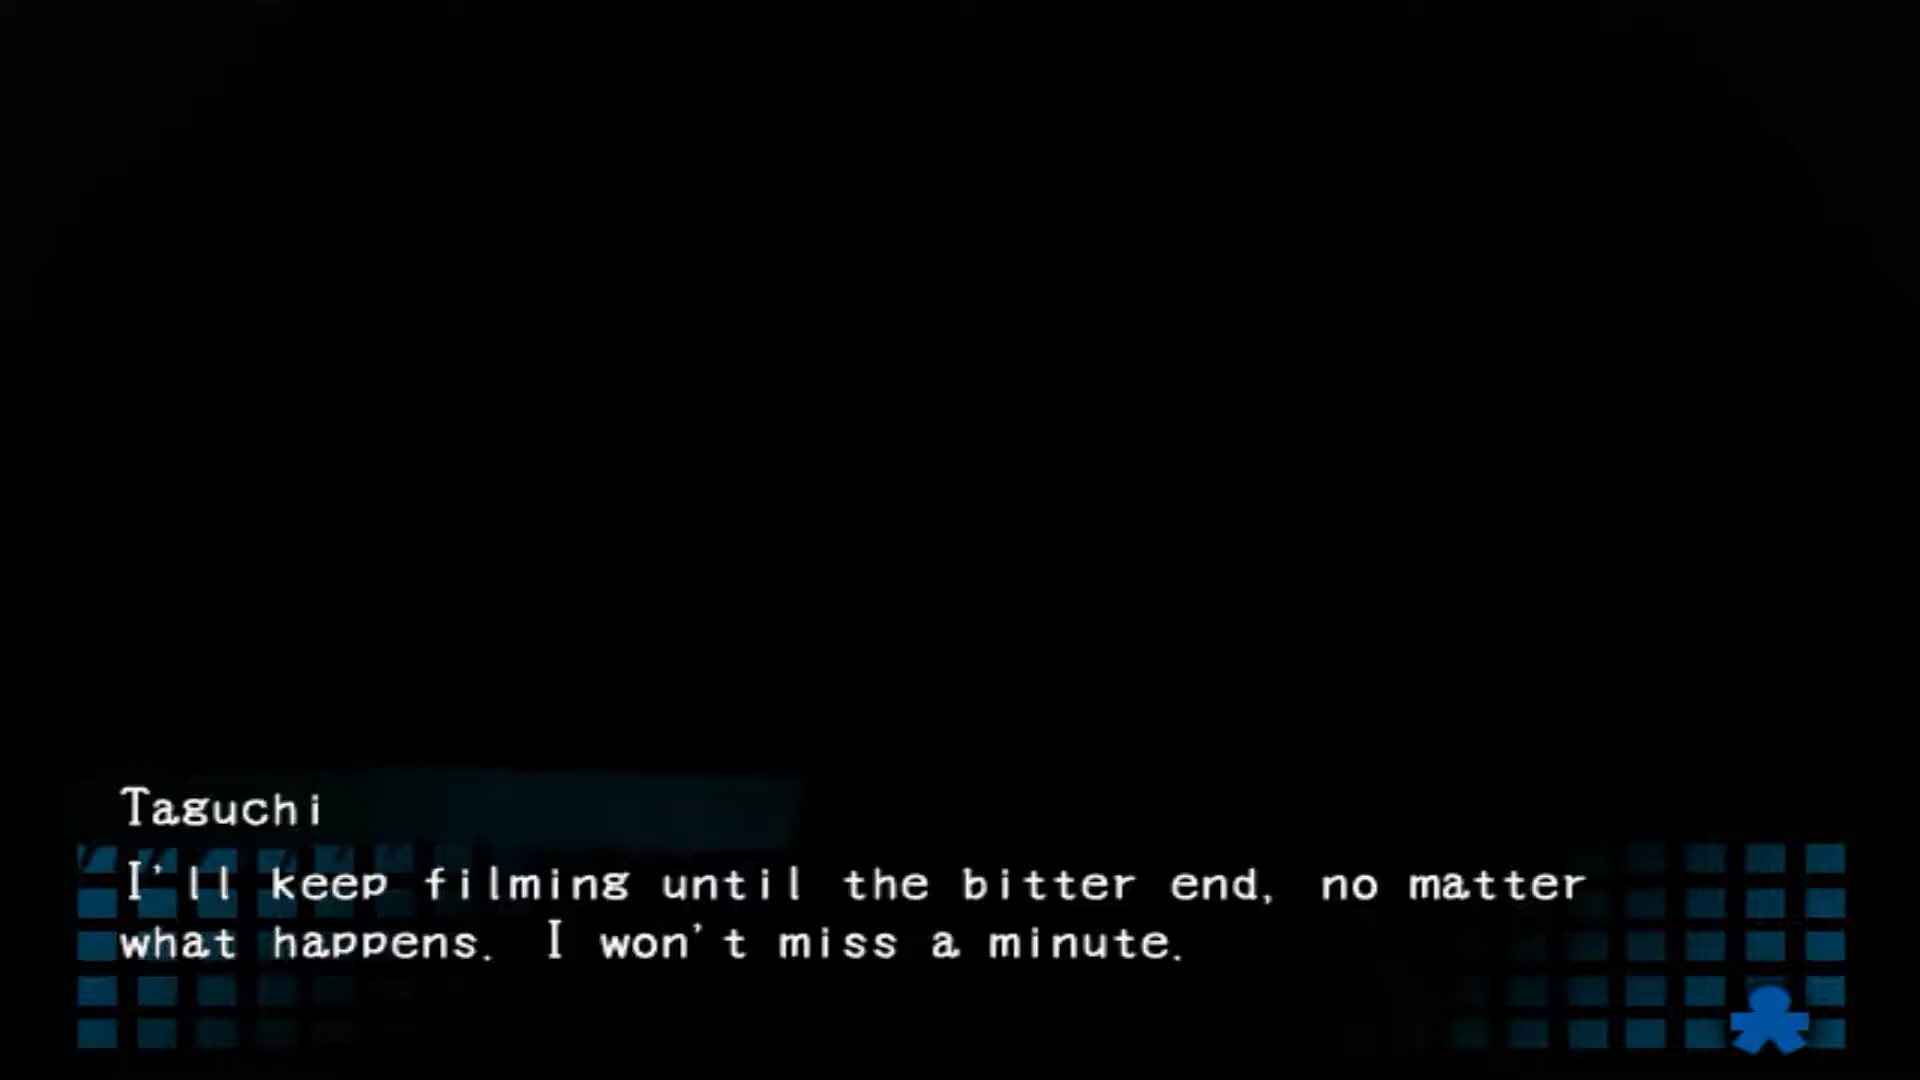 Taguchi
I'll keep filming until the bitter end, no matter
what happens. I won't miss a minute.